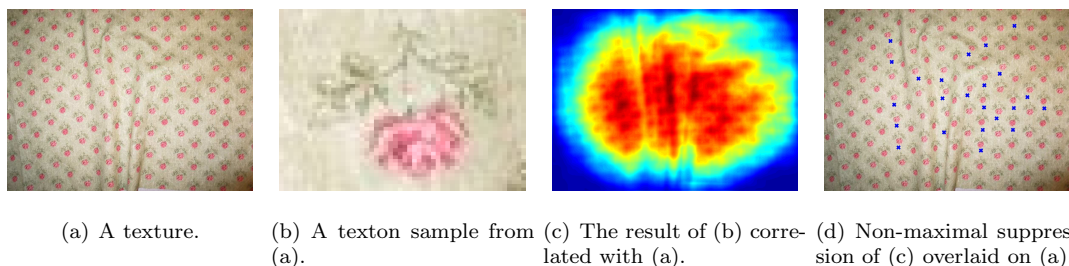 (a) A texture.
(b) A texton sample from (a).
(c) The result of (b) corre-
lated with (a).
(d) Non-maximal suppres-
sion of (c) overlaid on (a)